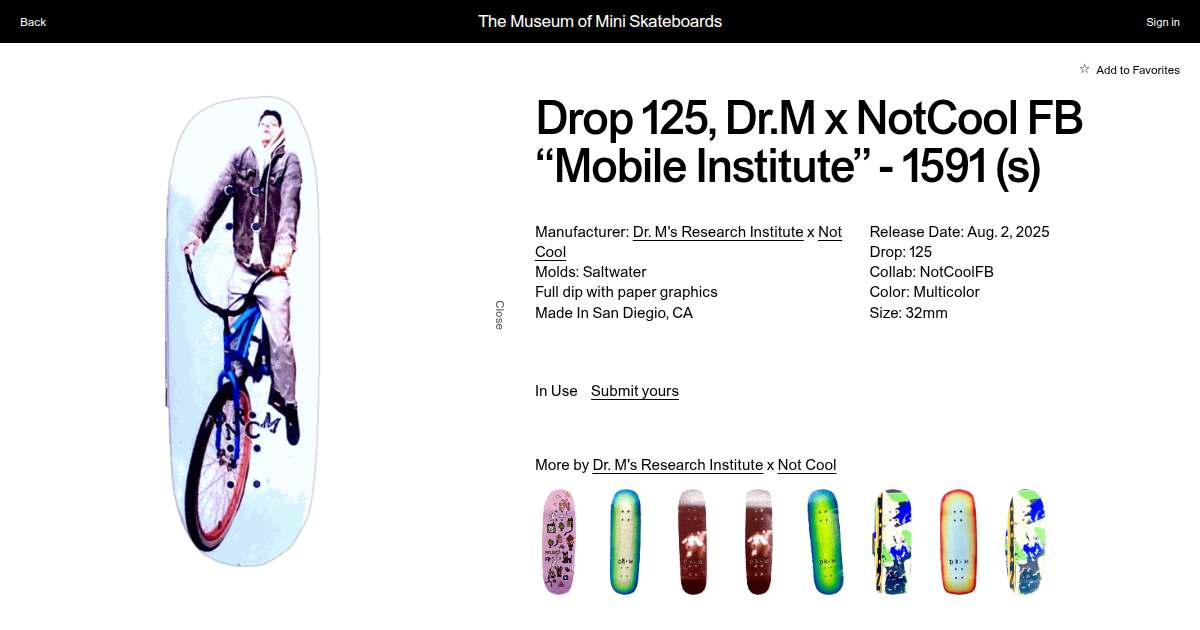 Back
The Museum of Mini Skateboards
Sign in
☆ Add to Favorites
Drop 125, Dr.M x NotCool FB
“Mobile Institute” - 1591 (s)
Manufacturer: Dr. M's Research Institute x Not
Cool
Molds: Saltwater
Full dip with paper graphics
Made In San Diegio, CA
Release Date: Aug. 2, 2025
Drop: 125
Collab: NotCoolFB
Color: Multicolor
Size: 32mm
Close
In Use Submit yours
More by Dr. M's Research Institute x Not Cool